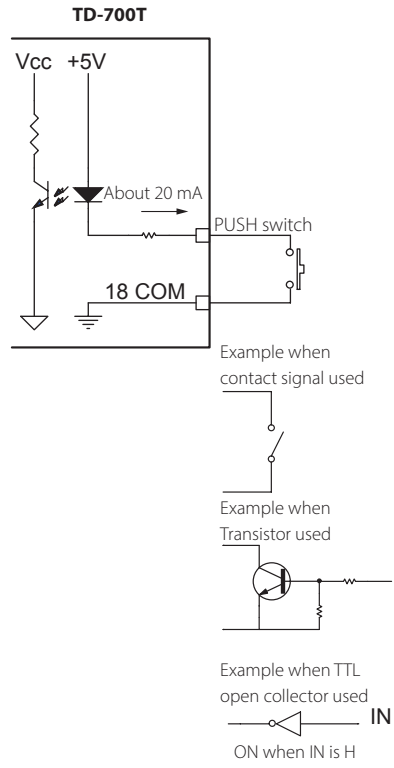 TD-700T
Vcc +5V
About 20 mA
PUSH switch
18 COM
Example when
contact signal used
Example when
Transistor used
Example when TTL
open collector used
IN
ON when IN is H